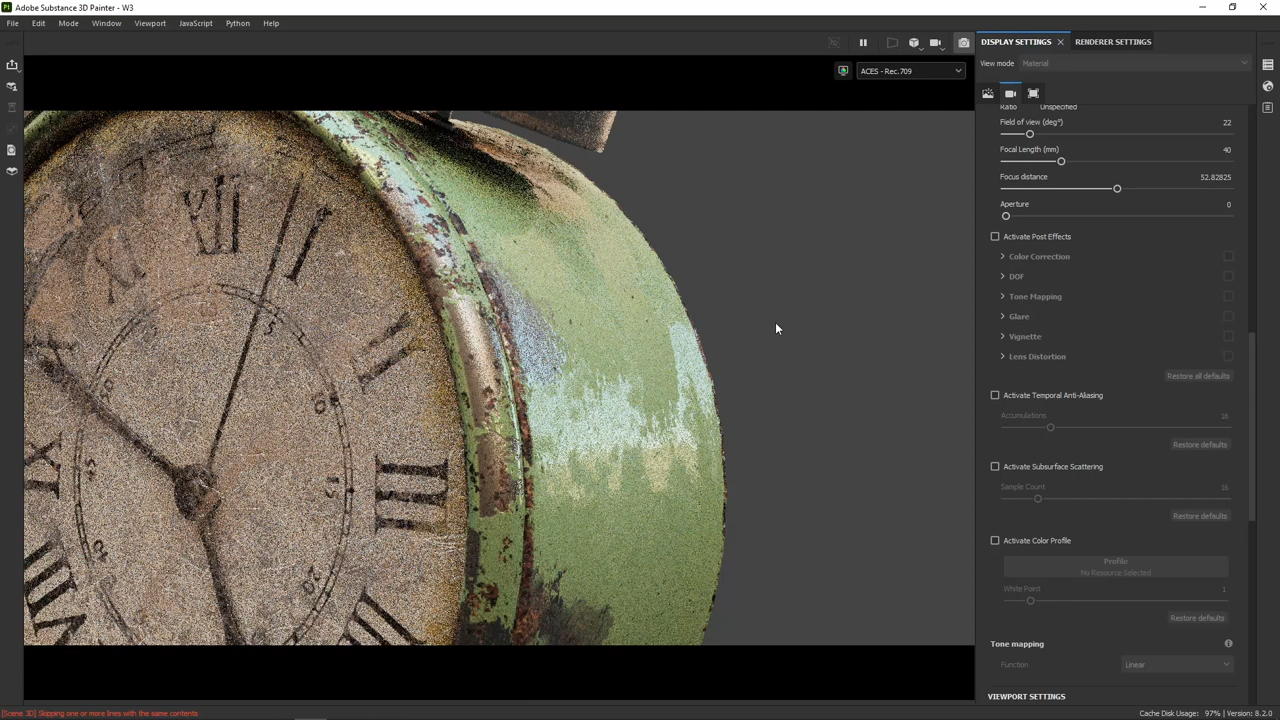 Adobe Substance 3D Painter - W3
File Edit Mode Window Viewport JavaScript Python Help
DISPLAY SETTINGS RENDERER SETTINGS
View mode Material
ACES - Rec.709
Ratio Unspecified
Field of view (deg°) 22
Focal Length (mm) 40
Focus distance 52.82825
Aperture 0
Activate Post Effects
Color Correction
DOF
Tone Mapping
Glare
Vignette
Lens Distortion
Restore all defaults
Activate Temporal Anti-Aliasing
Accumulations 16
Restore defaults
Activate Subsurface Scattering
Sample Count 16
Restore defaults
Activate Color Profile
Profile
No Resource Selected
White Point 1
Restore defaults
Tone mapping
Function Linear
VIEWPORT SETTINGS
[Scene 3D] Skipping one or more lines with the same contents
Cache Disk Usage: 97% | Version: 8.2.0